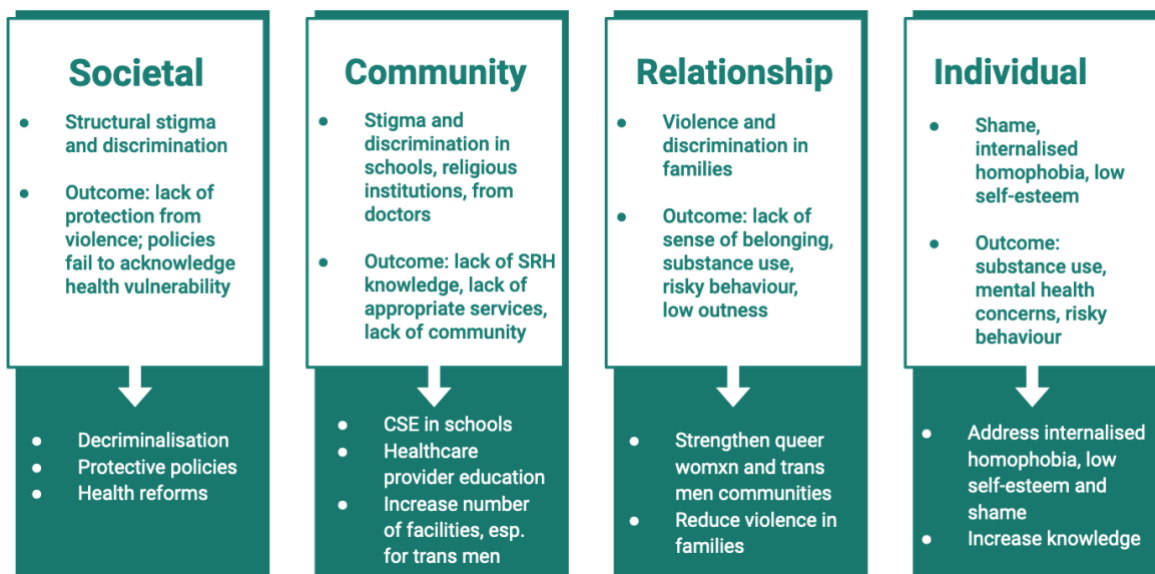 Societal
● Structural stigma
and discrimination
● Outcome: lack of
protection from
violence; policies
fail to acknowledge
health vulnerability
● Decriminalisation
● Protective policies
● Health reforms
Community
● Stigma and
discrimination in
schools, religious
institutions, from
doctors
● Outcome: lack of SRH
knowledge, lack of
appropriate services,
lack of community
● CSE in schools
● Healthcare
provider education
● Increase number
of facilities, esp.
for trans men
Relationship
● Violence and
discrimination in
families
● Outcome: lack of
sense of belonging,
substance use,
risky behaviour,
low outness
● Strengthen queer
womxn and trans
men communities
● Reduce violence in
families
Individual
● Shame,
internalised
homophobia, low
self-esteem
● Outcome:
substance use,
mental health
concerns, risky
behaviour
● Address internalised
homophobia, low
self-esteem and
shame
● Increase knowledge